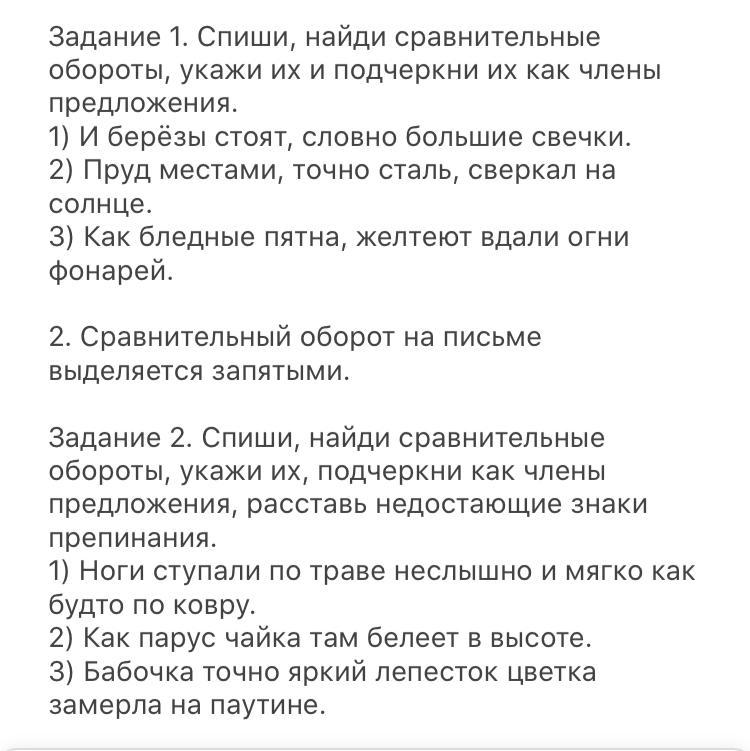 Задание 1. Спиши, найди сравнительные
обороты, укажи их и подчеркни их как члены
предложения.
1) И берёзы стоят, словно большие свечки.
2) Пруд местами, точно сталь, сверкал на
солнце.
3) Как бледные пятна, желтеют вдали огни
фонарей.
2. Сравнительный оборот на письме
выделяется запятыми.
Задание 2. Спиши, найди сравнительные
обороты, укажи их, подчеркни как члены
предложения, расставь недостающие знаки
препинания.
1) Ноги ступали по траве неслышно и мягко как
будто по ковру.
2) Как парус чайка там белеет в высоте.
3) Бабочка точно яркий лепесток цветка
замерла на паутине.